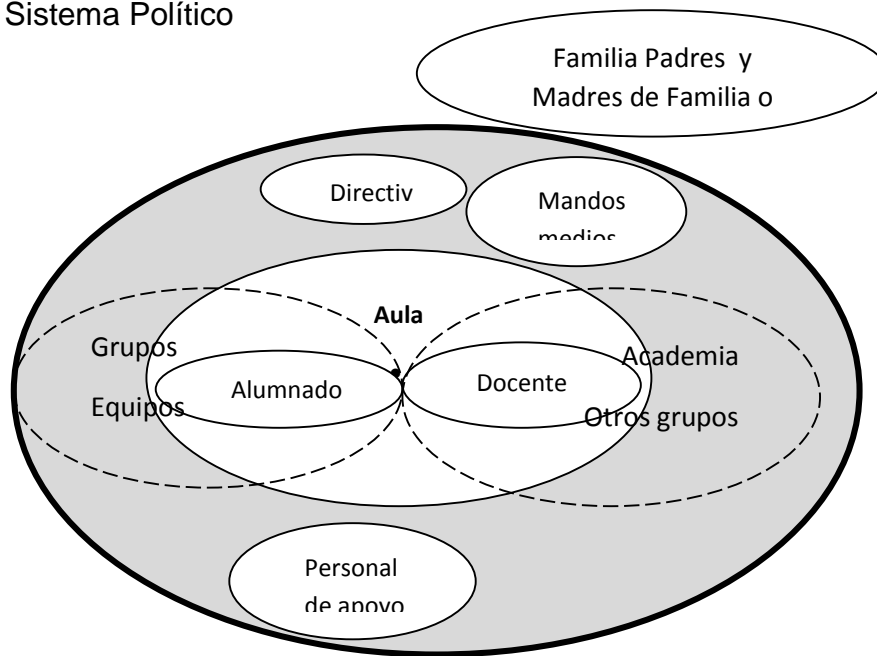 Sistema Político
Familia Padres y
Madres de Familia o
Directiv
Mandos
medios
Aula
Grupos
Academia
Alumnado
Docente
Equipos
Otros grupos
Personal
de apoyo